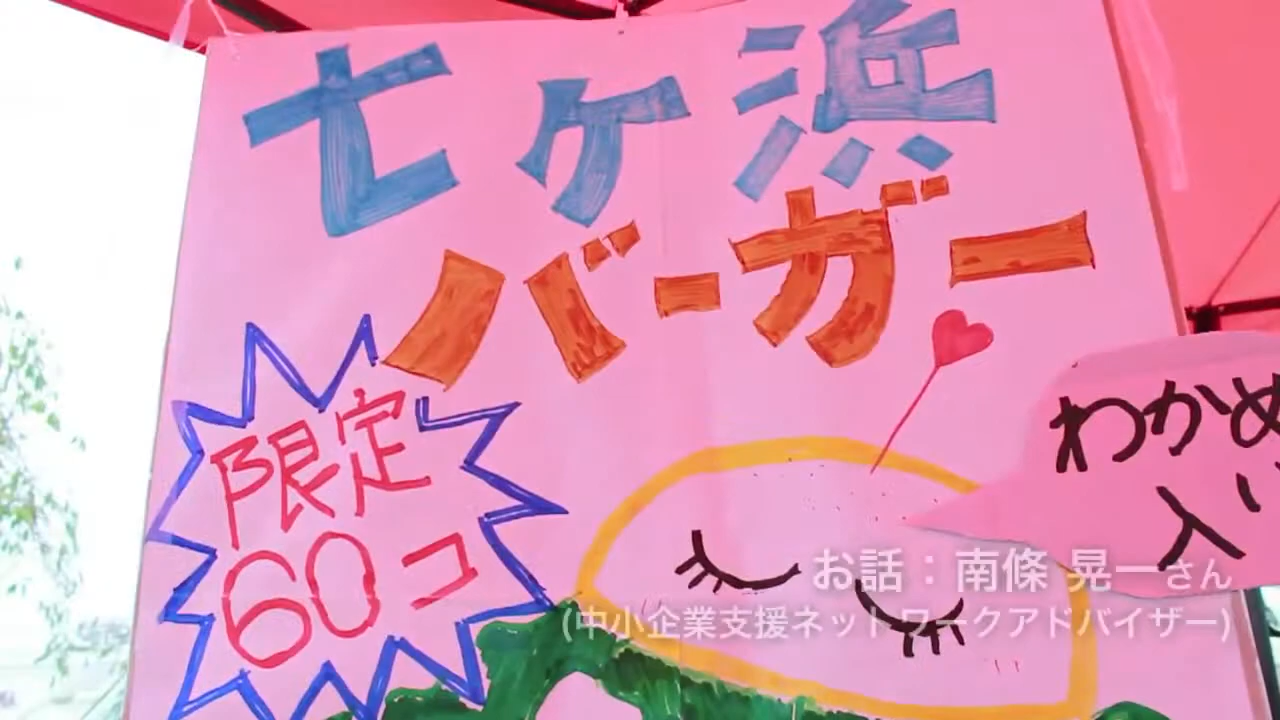 七ヶ浜
バーガー
限定
60コ
わかめ
入り
お話：南條 晃一さん
(中小企業支援ネットワークアドバイザー)